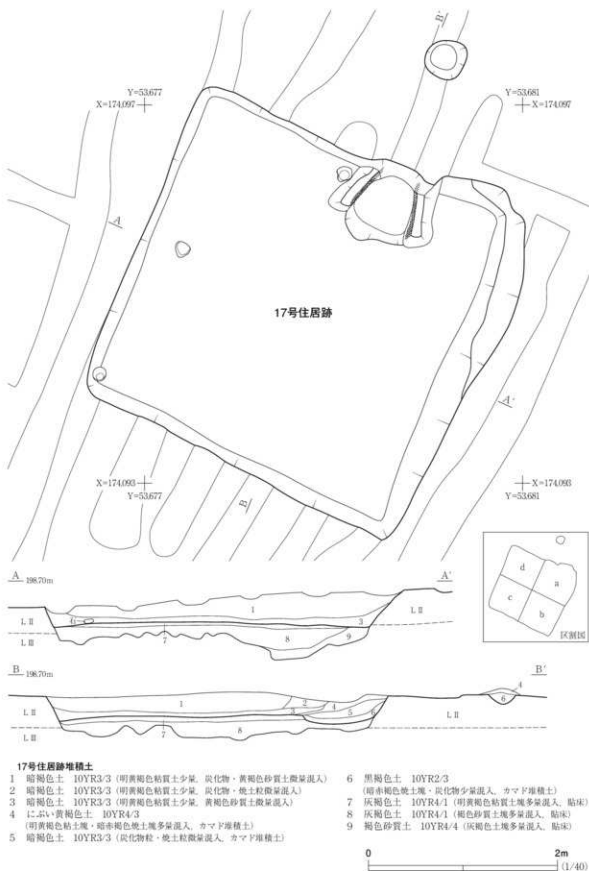 B′
Y=53,677
X=174,097
Y=53,681
X=174,097
A
17号住居跡
A′
X=174,093
Y=53,677
B
X=174,093
Y=53,681
d
a
c
b
区割図
A 198.70m
A′
1
LⅡ
LⅡ
3
LⅢ
7
8
9
B 198.70m
B′
4
1
2
6
LⅡ
3
4
5
6
LⅡ
LⅢ
7
8
17号住居跡堆積土
1 暗褐色土 10YR3/3 (明黄褐色粘質土少量, 炭化物・黄褐色砂質土微量混入)
2 暗褐色土 10YR3/3 (明黄褐色粘質土少量, 炭化物・焼土粒微量混入)
3 暗褐色土 10YR3/3 (明黄褐色粘質土少量, 黄褐色砂質土微量混入)
4 にぶい黄褐色土 10YR4/3
(明黄褐色粘土塊・暗赤褐色焼土塊多量混入, カマド堆積土)
5 暗褐色土 10YR3/3 (炭化物粒・焼土粒微量混入, カマド堆積土)
6 黒褐色土 10YR2/3
(暗赤褐色焼土塊・炭化物少量混入, カマド堆積土)
7 灰褐色土 10YR4/1 (明黄褐色粘質土塊多量混入, 貼床)
8 灰褐色土 10YR4/1 (褐色砂質土塊多量混入, 貼床)
9 褐色砂質土 10YR4/4 (灰褐色土塊多量混入, 貼床)
0 2m
(1/40)